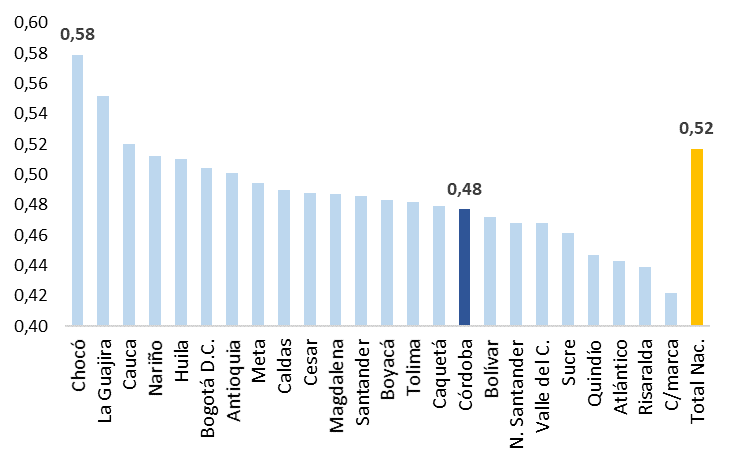 0,60
0,58
0,56
0,54
0,52
0,50
0,48
0,46
0,44
0,42
0,40
0,58
0,48
0,52
Chocó
La Guajira
Cauca
Nariño
Huila
Bogotá D.C.
Antioquia
Meta
Caldas
Cesar
Magdalena
Santander
Boyacá
Tolima
Caquetá
Córdoba
Bolívar
N. Santander
Valle del C.
Sucre
Quindío
Atlántico
Risaralda
C/marca
Total Nac.